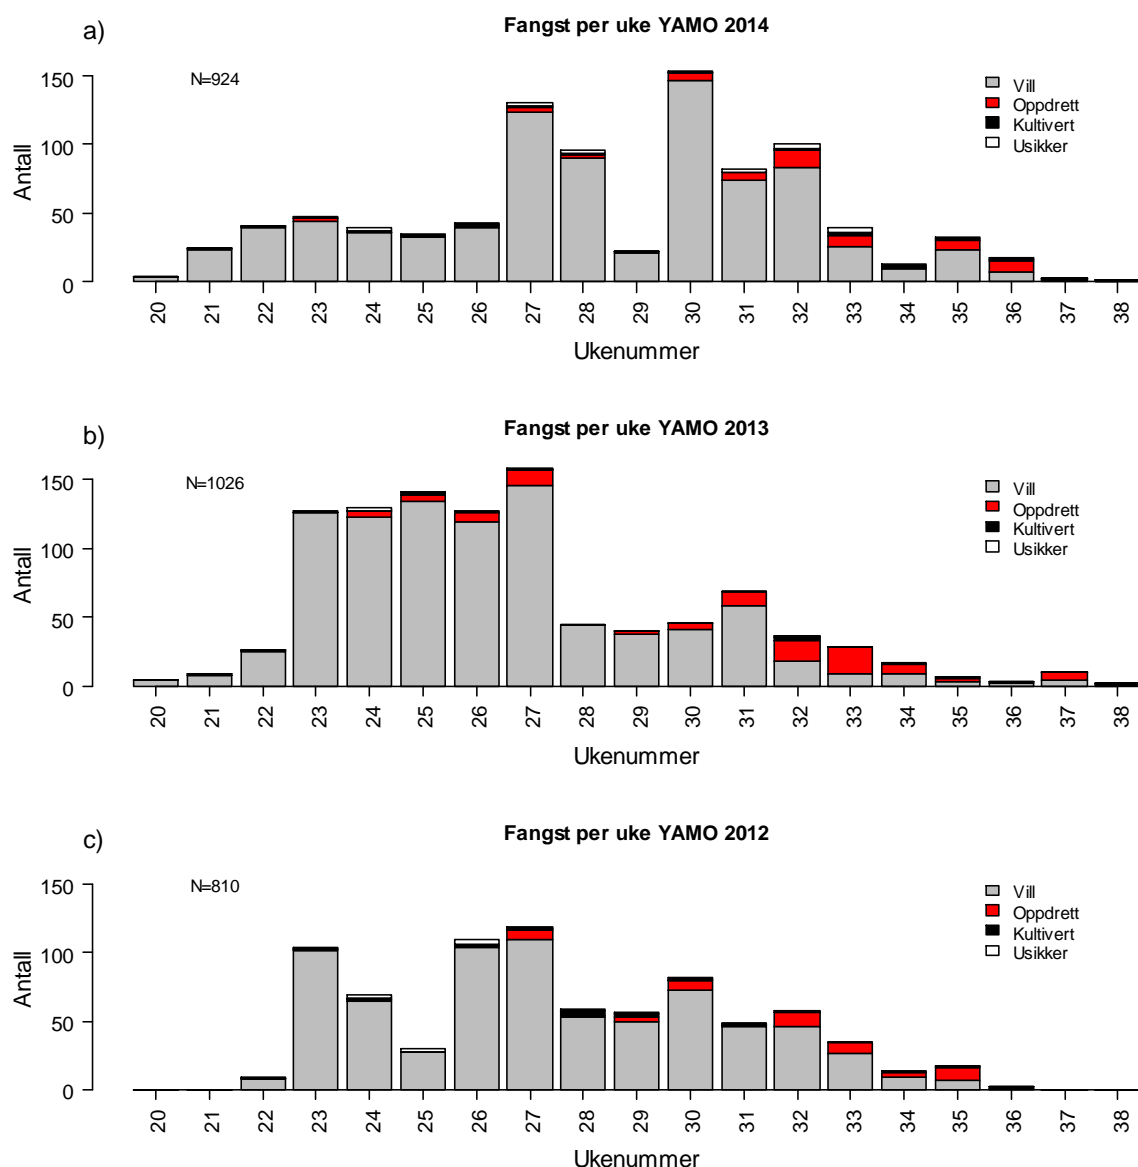 a)
Fangst per uke YAMO 2014
N=924
Vill
Oppdrett
Kultivert
Usikker
Antall
150
100
50
0
20 21 22 23 24 25 26 27 28 29 30 31 32 33 34 35 36 37 38
Ukenummer
b)
Fangst per uke YAMO 2013
N=1026
Vill
Oppdrett
Kultivert
Usikker
Antall
150
100
50
0
20 21 22 23 24 25 26 27 28 29 30 31 32 33 34 35 36 37 38
Ukenummer
c)
Fangst per uke YAMO 2012
N=810
Vill
Oppdrett
Kultivert
Usikker
Antall
150
100
50
0
20 21 22 23 24 25 26 27 28 29 30 31 32 33 34 35 36 37 38
Ukenummer